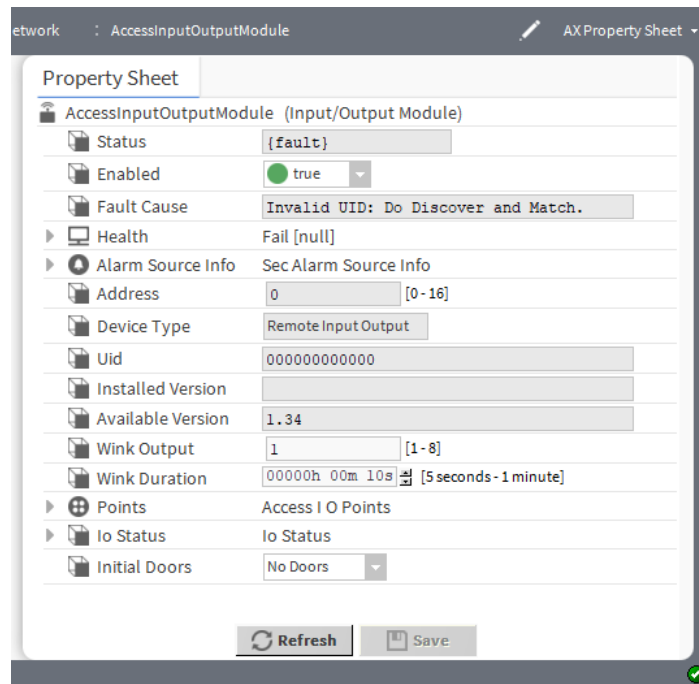 etwork : AccessInputOutputModule AX Property Sheet
Property Sheet
AccessInputOutputModule (Input/Output Module)
Status {fault}
Enabled true
Fault Cause Invalid UID: Do Discover and Match.
Health Fail [null]
Alarm Source Info Sec Alarm Source Info
Address 0 [0-16]
Device Type Remote Input Output
Uid 000000000000
Installed Version
Available Version 1.34
Wink Output 1 [1-8]
Wink Duration 00000h 00m 10s [5 seconds-1 minute]
Points Access I O Points
Io Status Io Status
Initial Doors No Doors
Refresh Save